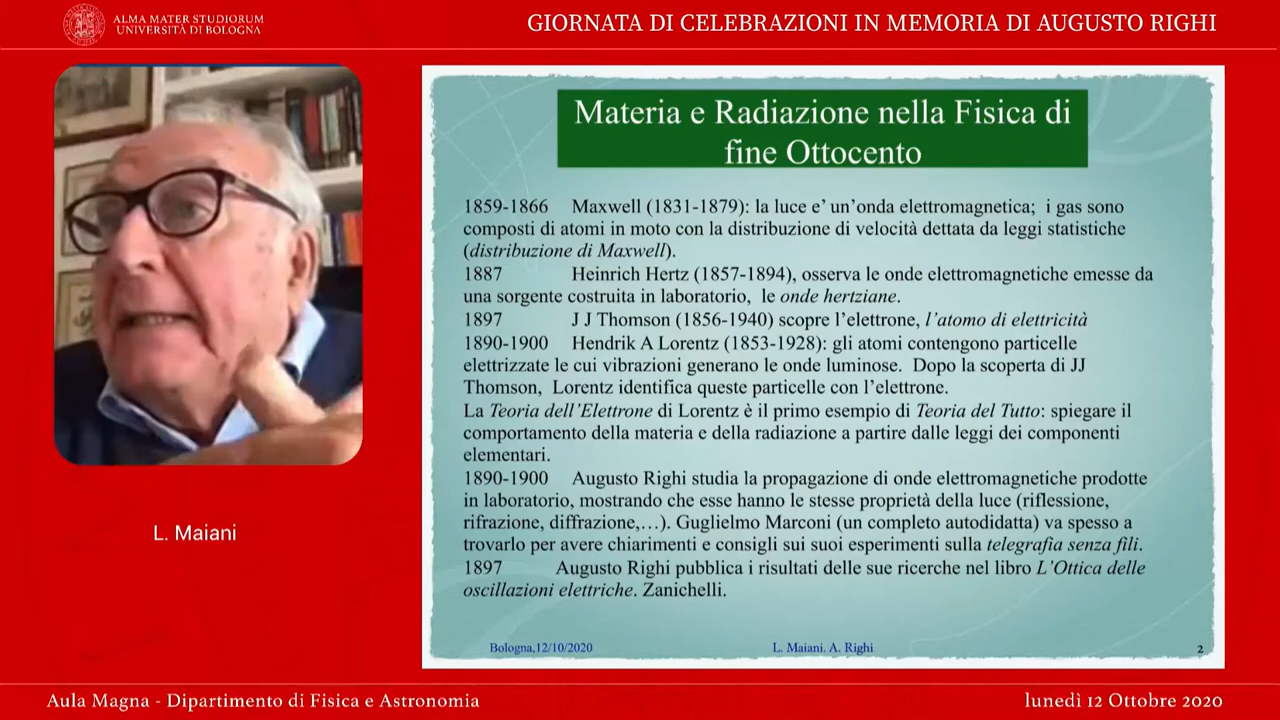 ALMA MATER STUDIORUM
UNIVERSITÀ DI BOLOGNA
GIORNATA DI CELEBRAZIONI IN MEMORIA DI AUGUSTO RIGHI
L. Maiani
Materia e Radiazione nella Fisica di
fine Ottocento
1859-1866 Maxwell (1831-1879): la luce e' un'onda elettromagnetica; i gas sono
composti di atomi in moto con la distribuzione di velocità dettata da leggi statistiche
(distribuzione di Maxwell).
1887 Heinrich Hertz (1857-1894), osserva le onde elettromagnetiche emesse da
una sorgente costruita in laboratorio, le onde hertziane.
1897 J J Thomson (1856-1940) scopre l'elettrone, l'atomo di elettricità
1890-1900 Hendrik A Lorentz (1853-1928): gli atomi contengono particelle
elettrizzate le cui vibrazioni generano le onde luminose. Dopo la scoperta di JJ
Thomson, Lorentz identifica queste particelle con l'elettrone.
La Teoria dell'Elettrone di Lorentz è il primo esempio di Teoria del Tutto: spiegare il
comportamento della materia e della radiazione a partire dalle leggi dei componenti
elementari.
1890-1900 Augusto Righi studia la propagazione di onde elettromagnetiche prodotte
in laboratorio, mostrando che esse hanno le stesse proprietà della luce (riflessione,
rifrazione, diffrazione,…). Guglielmo Marconi (un completo autodidatta) va spesso a
trovarlo per avere chiarimenti e consigli sui suoi esperimenti sulla telegrafia senza fili.
1897 Augusto Righi pubblica i risultati delle sue ricerche nel libro L'Ottica delle
oscillazioni elettriche. Zanichelli.
Bologna,12/10/2020 L. Maiani. A. Righi 2
Aula Magna - Dipartimento di Fisica e Astronomia
lunedì 12 Ottobre 2020